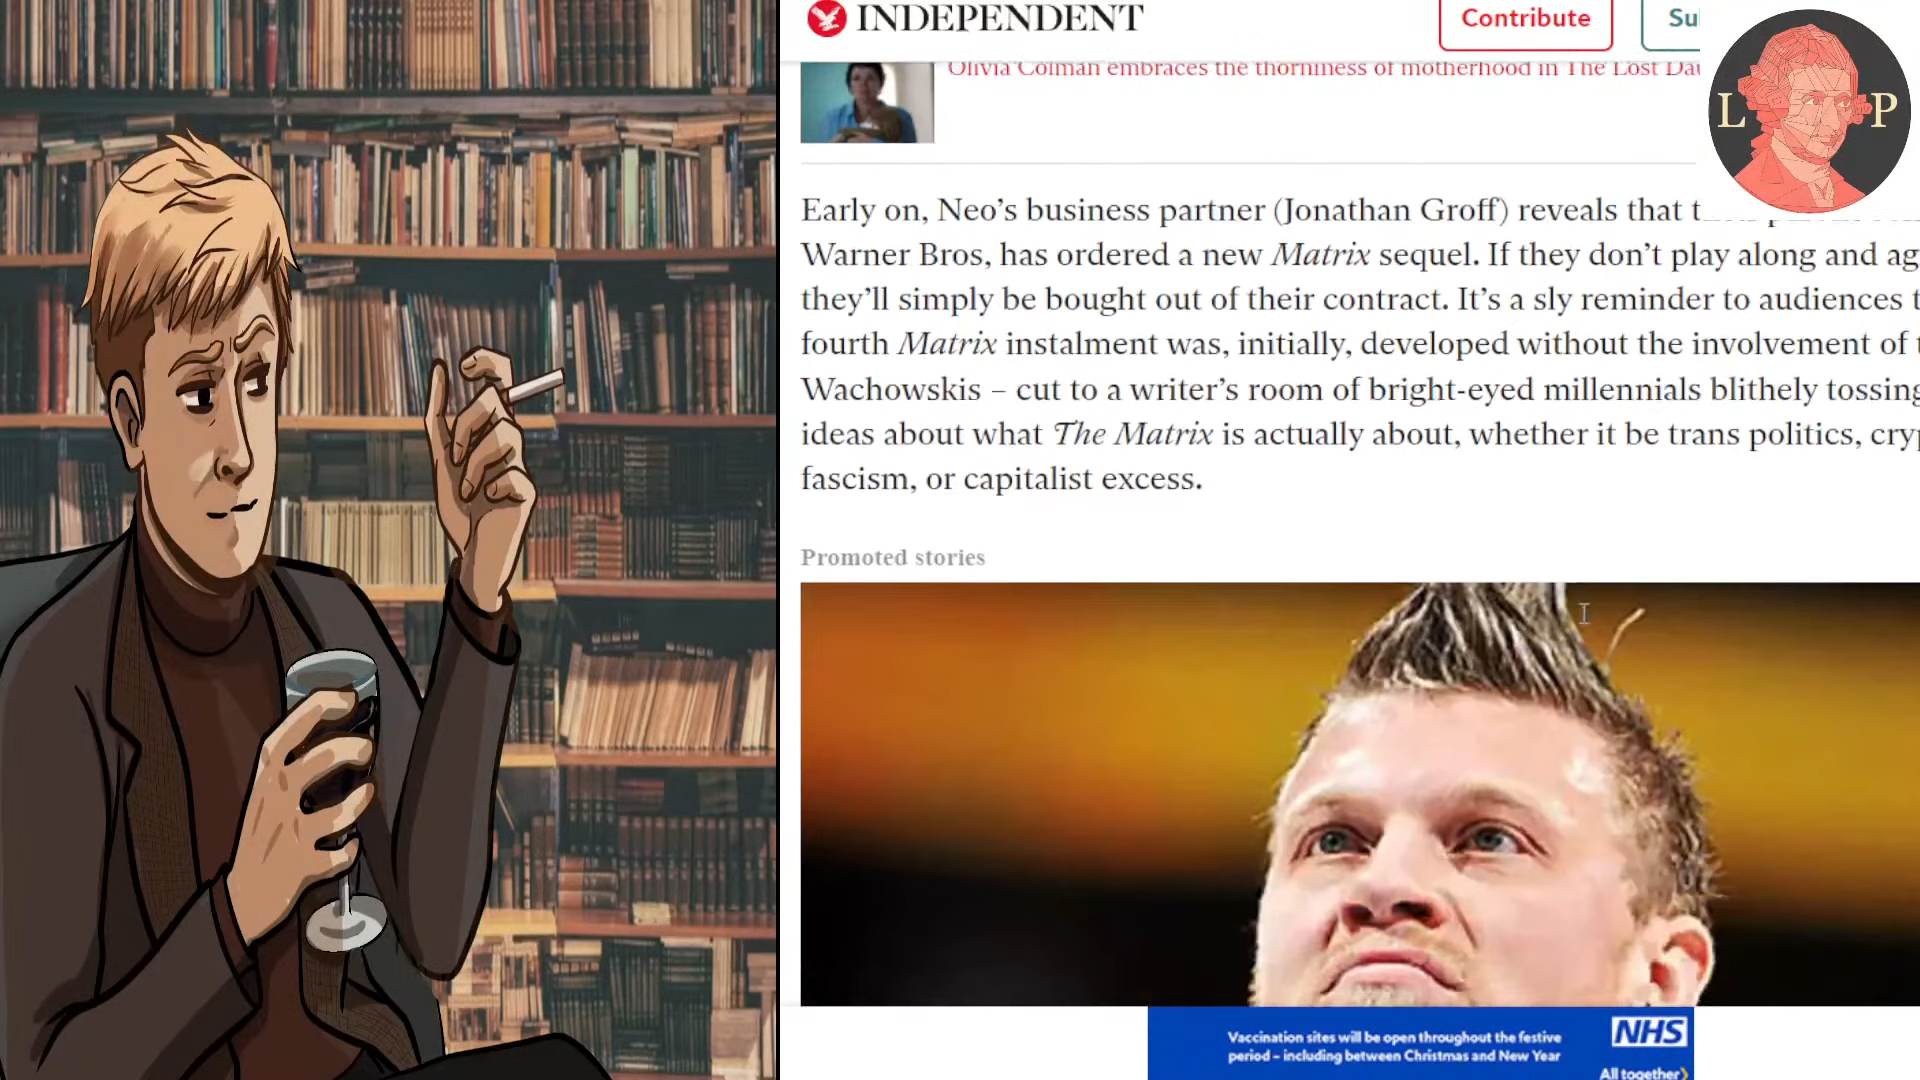 INDEPENDENT
Contribute
Olivia Colman embraces the thorniness of motherhood in The Lost
L P
Early on, Neo’s business partner (Jonathan Groff) reveals that
Warner Bros, has ordered a new Matrix sequel. If they don’t play along and
they’ll simply be bought out of their contract. It’s a sly reminder to audiences
fourth Matrix instalment was, initially, developed without the involvement of
Wachowskis – cut to a writer’s room of bright-eyed millennials blithely tossing
ideas about what The Matrix is actually about, whether it be trans politics,
fascism, or capitalist excess.
Promoted stories
Vaccination sites will be open throughout the festive
period – including between Christmas and New Year
NHS
All together